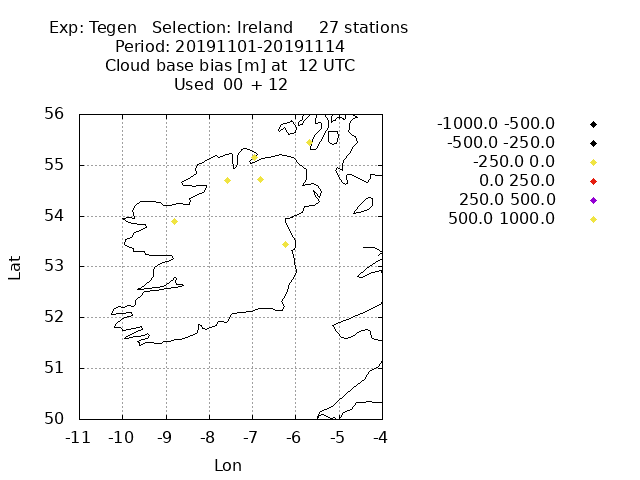 Exp: Tegen   Selection: Ireland     27 stations
Period: 20191101-20191114
Cloud base bias [m] at  12 UTC
Used  00  + 12
56
55
54
53
52
51
50
-11 -10 -9 -8 -7 -6 -5 -4
Lat
Lon
-1000.0 -500.0
-500.0 -250.0
-250.0 0.0
0.0 250.0
250.0 500.0
500.0 1000.0